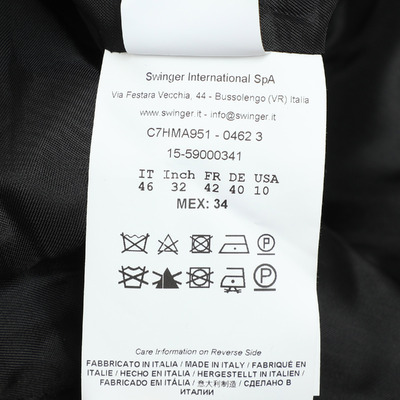 Swinger International SpA
Via Festara Vecchia, 44 - Bussolengo (VR) Italia
www.swinger.it - info@swinger.it
C7HMA951 - 0462 3
15-59000341
IT Inch FR DE USA
46 32 42 40 10
MEX: 34
P
P
Care Information on Reverse Side
FABBRICATO IN ITALIA / MADE IN ITALY / FABRIQUÉ EN
ITALIE / HECHO EN ITALIA / HERGESTELLT IN ITALIEN /
FABRICADO EM ITÁLIA / 意大利制造 / СДЕЛАНО В
ИТАЛИИ